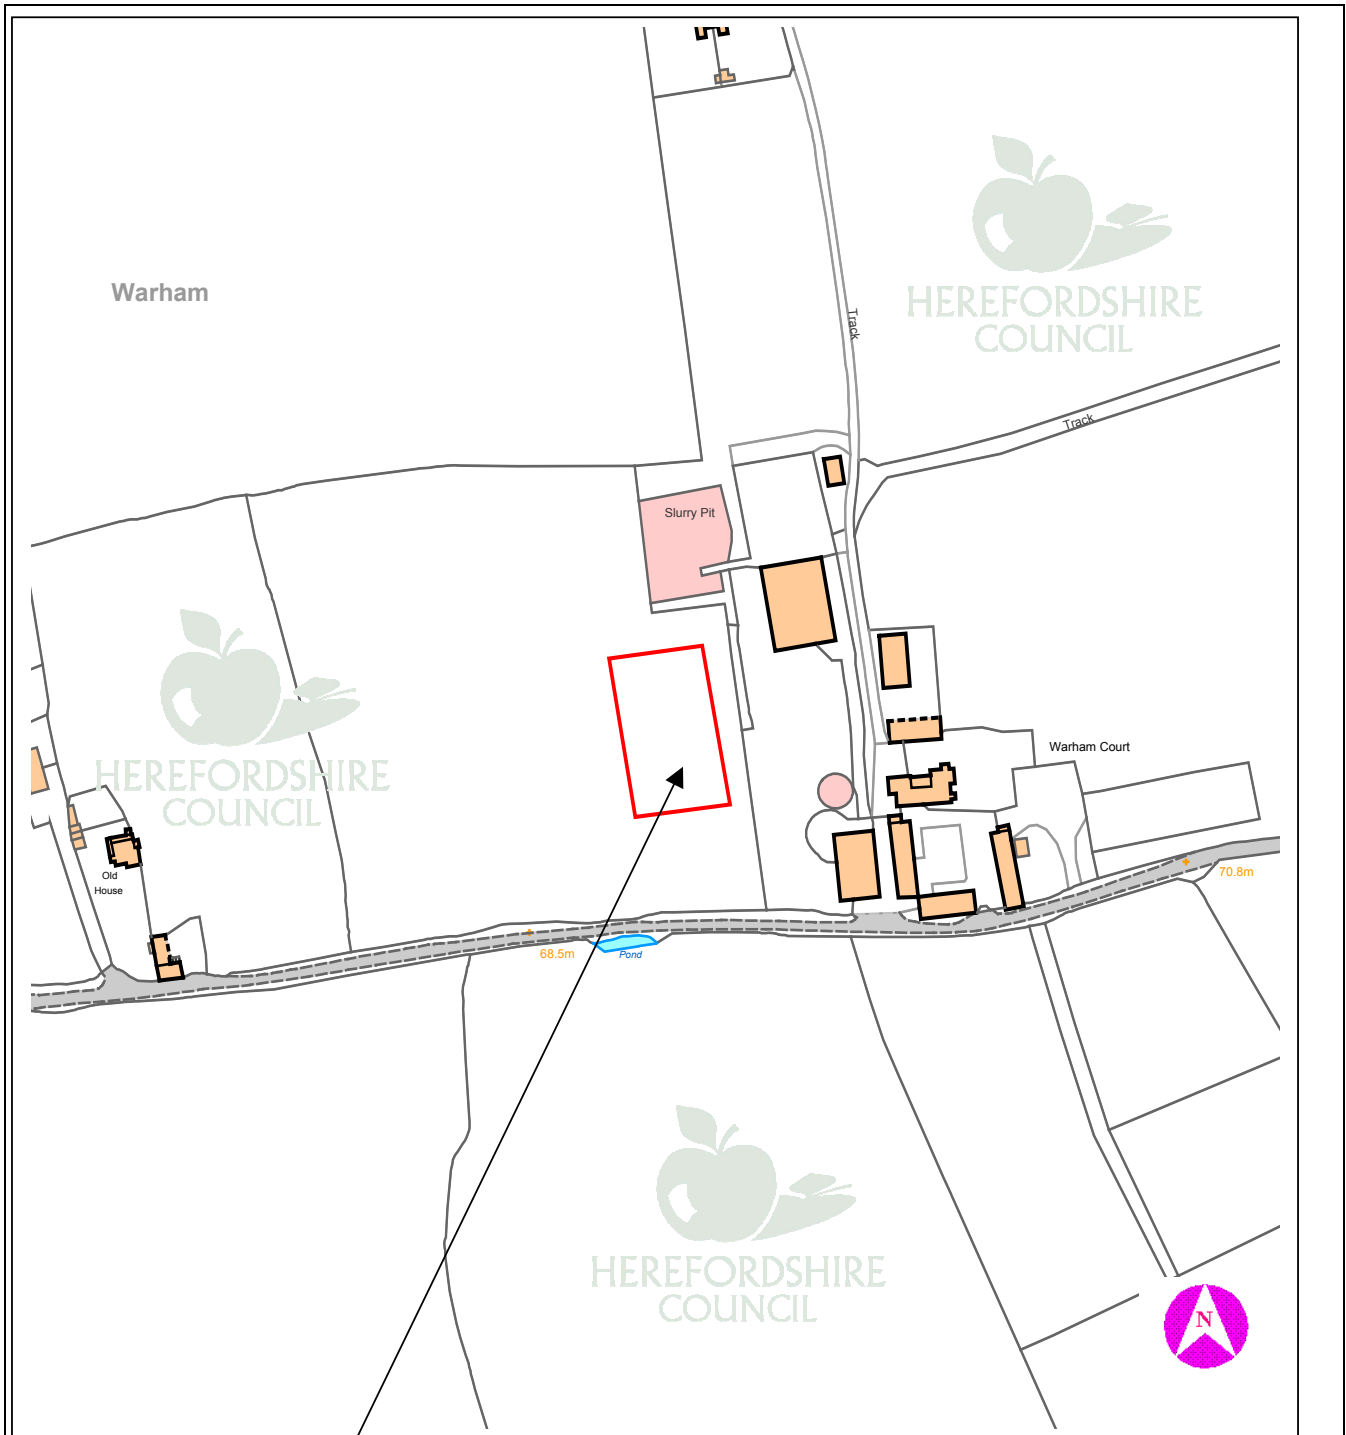 HEREFORDSHIRE
COUNCIL
Warham
Track
Track
Slurry Pit
HEREFORDSHIRE
COUNCIL
Warham Court
Old
House
70.8m
68.5m
Pond
HEREFORDSHIRE
COUNCIL
N